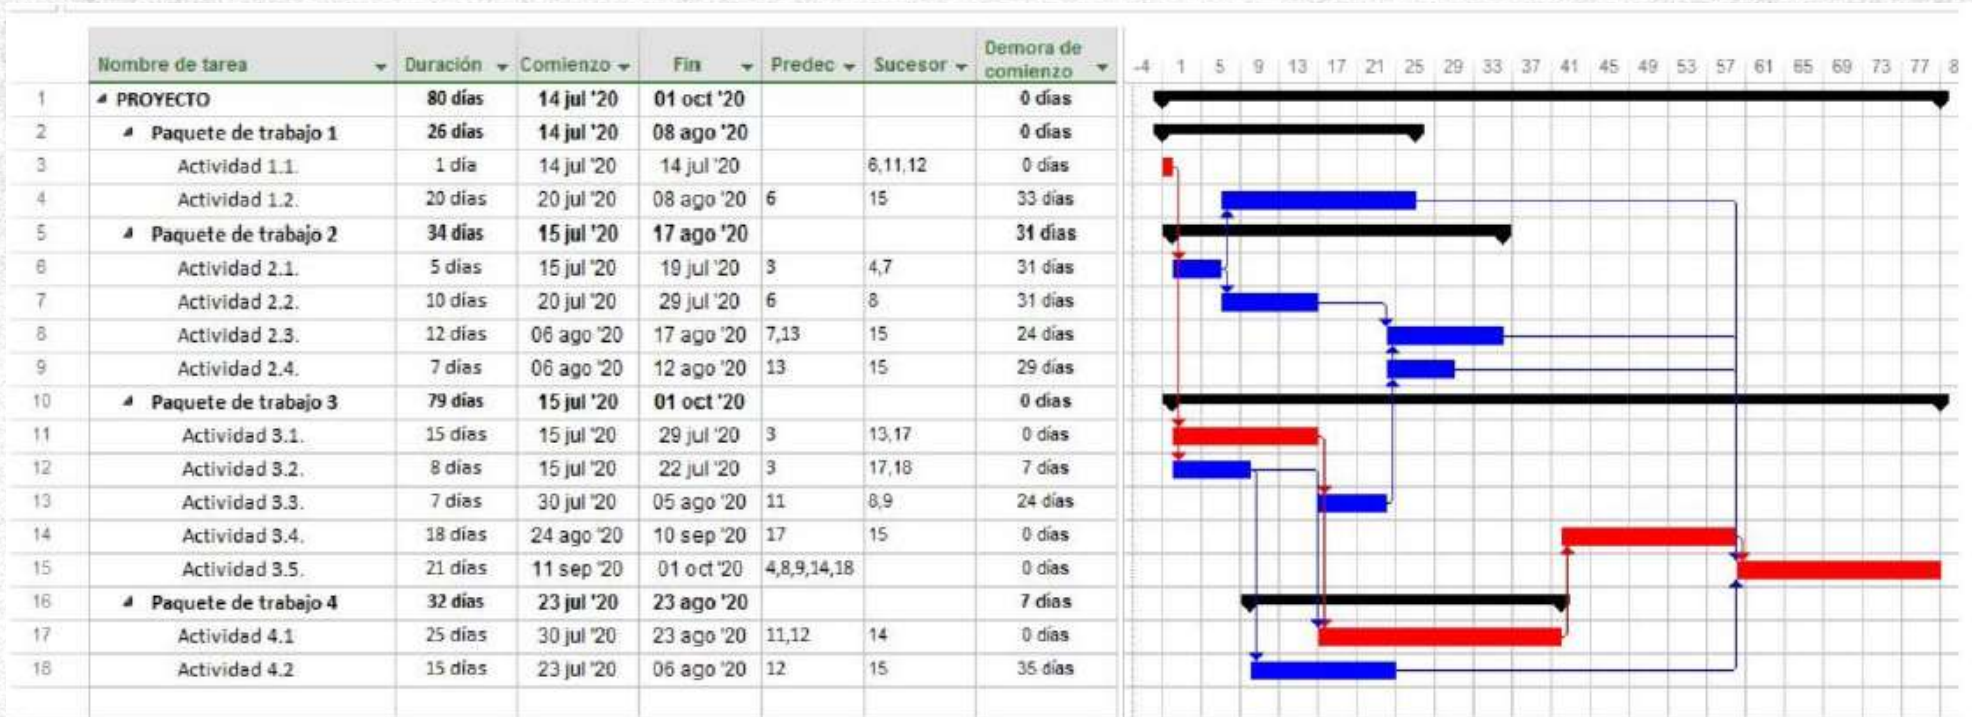 Nombre de tarea Duración Comienzo Fin Predec Sucesor Demora de comienzo -4 1 5 9 13 17 21 25 29 33 37 41 45 49 53 57 61 65 69 73 77 8
1 PROYECTO 80 días 14 jul '20 01 oct '20 0 días
2 Paquete de trabajo 1 26 días 14 jul '20 08 ago '20 0 días
3 Actividad 1.1. 1 día 14 jul '20 14 jul '20 6,11,12 0 días
4 Actividad 1.2. 20 días 20 jul '20 08 ago '20 6 15 33 días
5 Paquete de trabajo 2 34 días 15 jul '20 17 ago '20 31 días
6 Actividad 2.1. 5 días 15 jul '20 19 jul '20 3 4,7 31 días
7 Actividad 2.2. 10 días 20 jul '20 29 jul '20 6 8 31 días
8 Actividad 2.3. 12 días 06 ago '20 17 ago '20 7,13 15 24 días
9 Actividad 2.4. 7 días 06 ago '20 12 ago '20 13 15 29 días
10 Paquete de trabajo 3 79 días 15 jul '20 01 oct '20 0 días
11 Actividad 3.1. 15 días 15 jul '20 29 jul '20 3 13,17 0 días
12 Actividad 3.2. 8 días 15 jul '20 22 jul '20 3 17,18 7 días
13 Actividad 3.3. 7 días 30 jul '20 05 ago '20 11 8,9 24 días
14 Actividad 3.4. 18 días 24 ago '20 10 sep '20 17 15 0 días
15 Actividad 3.5. 21 días 11 sep '20 01 oct '20 4,8,9,14,18 0 días
16 Paquete de trabajo 4 32 días 23 jul '20 23 ago '20 7 días
17 Actividad 4.1 25 días 30 jul '20 23 ago '20 11,12 14 0 días
18 Actividad 4.2 15 días 23 jul '20 06 ago '20 12 15 35 días